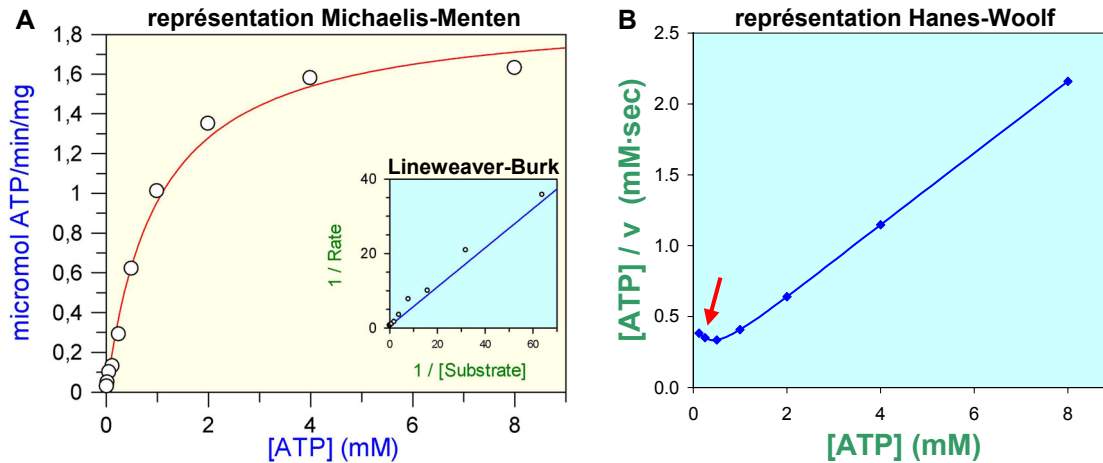 A
représentation Michaelis-Menten
1,8
1,6
1,4
1,2
1
0,8
0,6
0,4
0,2
0
0 2 4 6 8
micromol ATP/min/mg
[ATP] (mM)
Lineweaver-Burk
40
20
0
0 20 40 60
1 / Rate
1 / [Substrate]
B
représentation Hanes-Woolf
2.5
2.0
1.5
1.0
0.5
0.0
0 2 4 6 8
[ATP] / v (mM·sec)
[ATP] (mM)